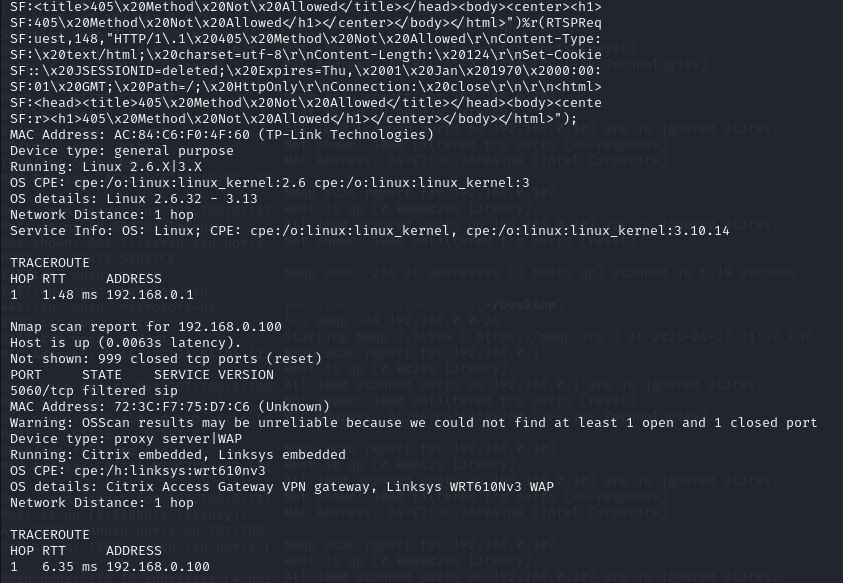 SF:<title>405\x20Method\x20Not\x20Allowed</title></head><body><center><h1>
SF:405\x20Method\x20Not\x20Allowed</h1></center></body></html>")%r(RTSPReq
SF:uest,148,"HTTP/1\.1\x20405\x20Method\x20Not\x20Allowed\r\nContent-Type:
SF:\x20text/html;\x20charset=utf-8\r\nContent-Length:\x20124\r\nSet-Cookie
SF::\x20JSESSIONID=deleted;\x20Expires=Thu,\x2001\x20Jan\x201970\x2000:00:
SF:01\x20GMT;\x20Path=/;\x20HttpOnly\r\nConnection:\x20close\r\n\r\n<html>
SF:<head><title>405\x20Method\x20Not\x20Allowed</title></head><body><cente
SF:r><h1>405\x20Method\x20Not\x20Allowed</h1></center></body></html>");
MAC Address: AC:84:C6:F0:4F:60 (TP-Link Technologies)
Device type: general purpose
Running: Linux 2.6.X|3.X
OS CPE: cpe:/o:linux:linux_kernel:2.6 cpe:/o:linux:linux_kernel:3
OS details: Linux 2.6.32 - 3.13
Network Distance: 1 hop
Service Info: OS: Linux; CPE: cpe:/o:linux:linux_kernel, cpe:/o:linux:linux_kernel:3.10.14
TRACEROUTE
HOP RTT ADDRESS
1 1.48 ms 192.168.0.1
Nmap scan report for 192.168.0.100
Host is up (0.0063s latency).
Not shown: 999 closed tcp ports (reset)
PORT STATE SERVICE VERSION
5060/tcp filtered sip
MAC Address: 72:3C:F7:75:D7:C6 (Unknown)
Warning: OSScan results may be unreliable because we could not find at least 1 open and 1 closed port
Device type: proxy server|WAP
Running: Citrix embedded, Linksys embedded
OS CPE: cpe:/h:linksys:wrt610nv3
OS details: Citrix Access Gateway VPN gateway, Linksys WRT610Nv3 WAP
Network Distance: 1 hop
TRACEROUTE
HOP RTT ADDRESS
1 6.35 ms 192.168.0.100